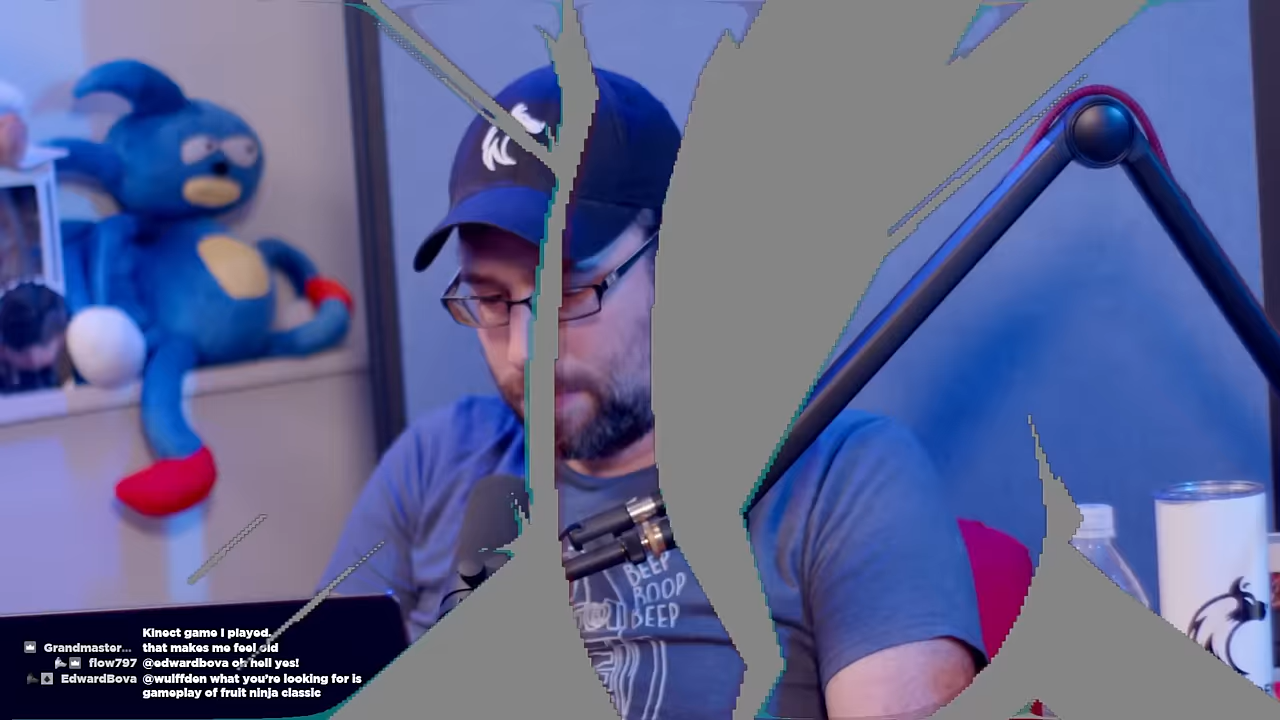 BEEP
BOOP
BEEP
Kinect game I played.
Grandmaster... that makes me feel old
flow797 @edwardbova oh hell yes!
EdwardBova @wulffden what you're looking for is
gameplay of fruit ninja classic